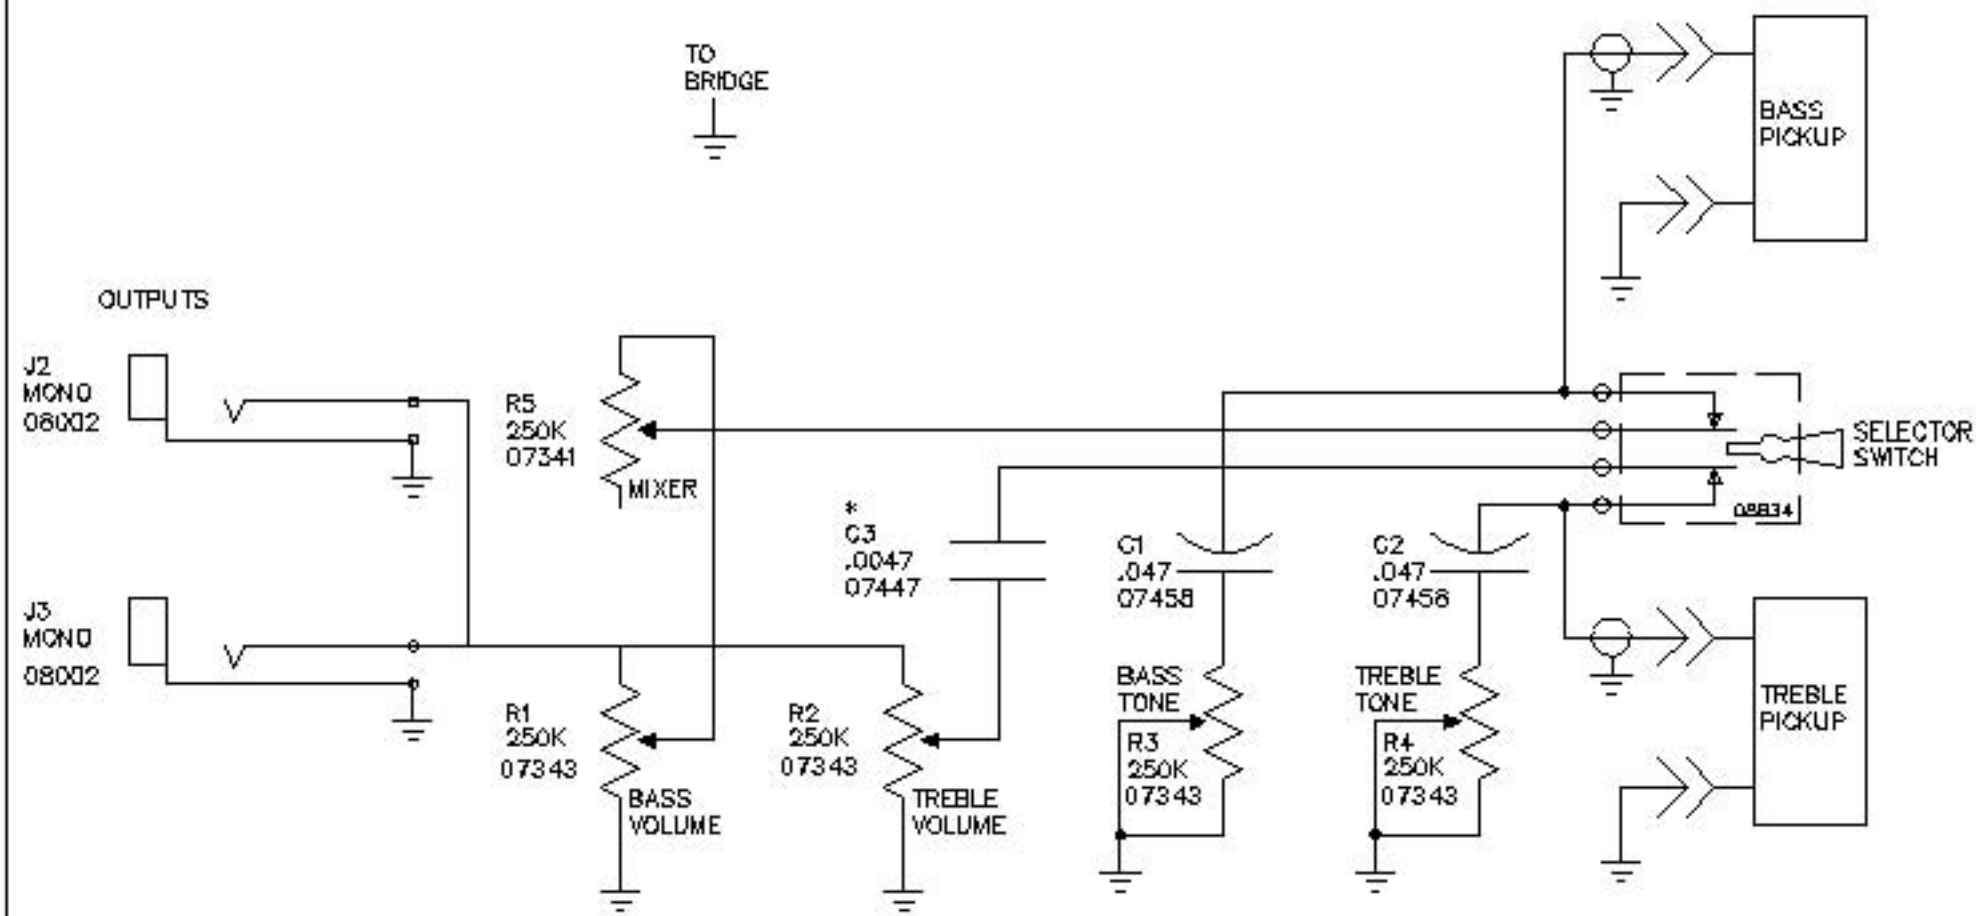 TO
BRIDGE
BASS
PICKUP
OUTPUTS
J2
MONO
08002
R5
250K
07341
MIXER
SELECTOR
SWITCH
08834
*
C3
.0047
07447
C1
.047
07458
C2
.047
07458
J3
MONO
08002
R1
250K
07343
BASS
VOLUME
R2
250K
07343
TREBLE
VOLUME
BASS
TONE
R3
250K
07343
TREBLE
TONE
R4
250K
07343
TREBLE
PICKUP